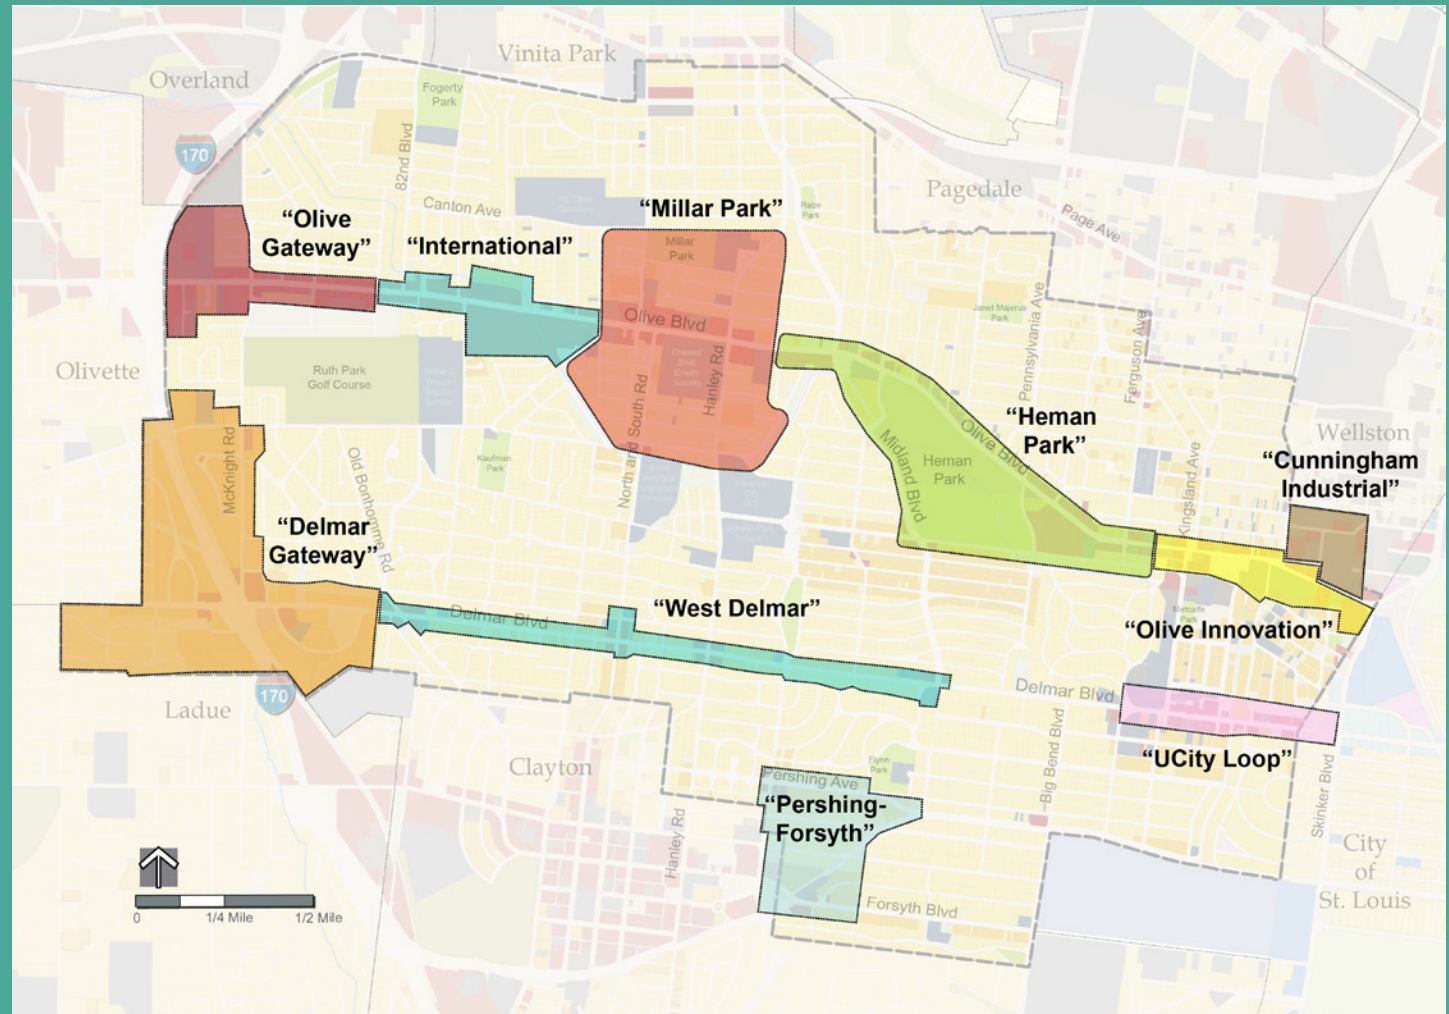 Vinita Park
Overland
Fogerty
Park
170
82nd Blvd
Canton Ave
Pagedale
Page Ave
“Millar Park”
Rabe
Park
“Olive
Gateway”
“International”
Millar
Park
Olive Blvd
Janet Majerus
Park
Pennsylvania Ave
Ferguson Ave
Olivette
Ruth Park
Golf Course
North and South Rd
Hanley Rd
“Heman
Park”
Olive Blvd
Midland Blvd
Heman
Park
Kingsland Ave
Wellston
“Cunningham
Industrial”
McKnight Rd
Old Bonhomme Rd
Kaufman
Park
“Delmar
Gateway”
Delmar Blvd
“West Delmar”
Metcalfe
Park
“Olive Innovation”
Ladue
170
Delmar Blvd
“UCity Loop”
Clayton
Flynn
Park
Pershing Ave
“Pershing-
Forsyth”
Big Bend Blvd
Skinker Blvd
Hanley Rd
City
of
St. Louis
Forsyth Blvd
0
1/4 Mile
1/2 Mile